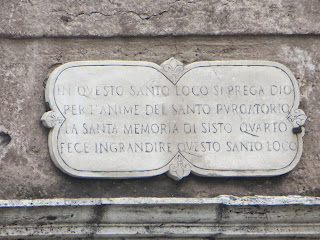 IN QVESTO SANTO LOCO SI PREGA DIO
PER L'ANIME DEL SANTO PVRGATORIO
LA SANTA MEMORIA DI SISTO QVARTO
FECE INGRANDIRE QVESTO SANTO LOCO